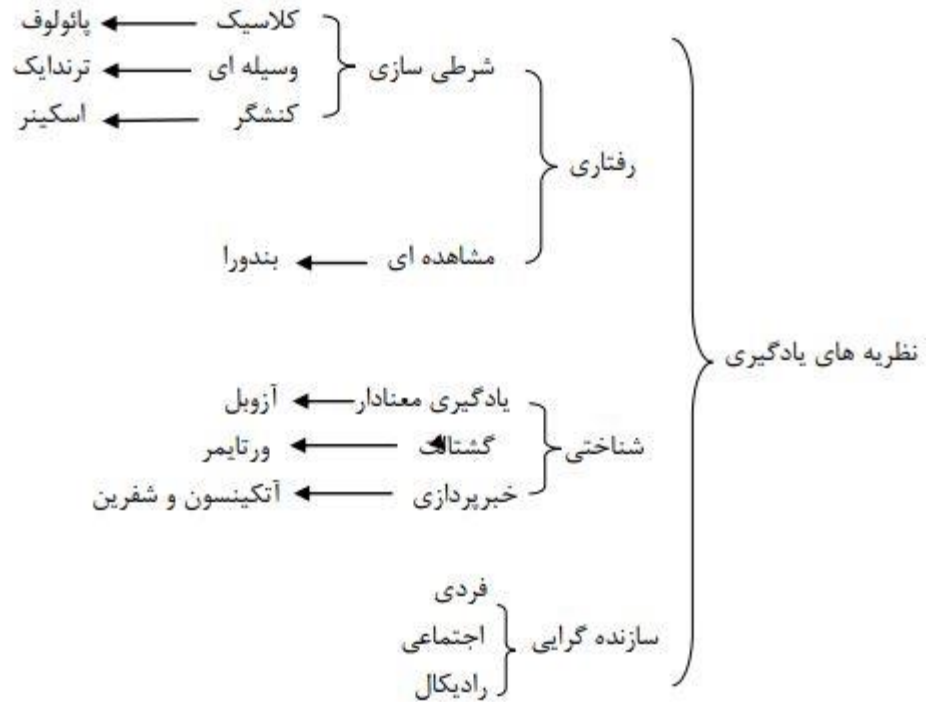 کلاسیک پائولوف
شرطی سازی وسیله ای ترندایک
کنشگر اسکینر
رفتاری
مشاهده ای بندورا
نظریه های یادگیری
یادگیری معنادار آزوبل
شناختی گشتالت ورتایمر
خبرپردازی آتکینسون و شفرین
فردی
سازنده گرایی اجتماعی
رادیکال